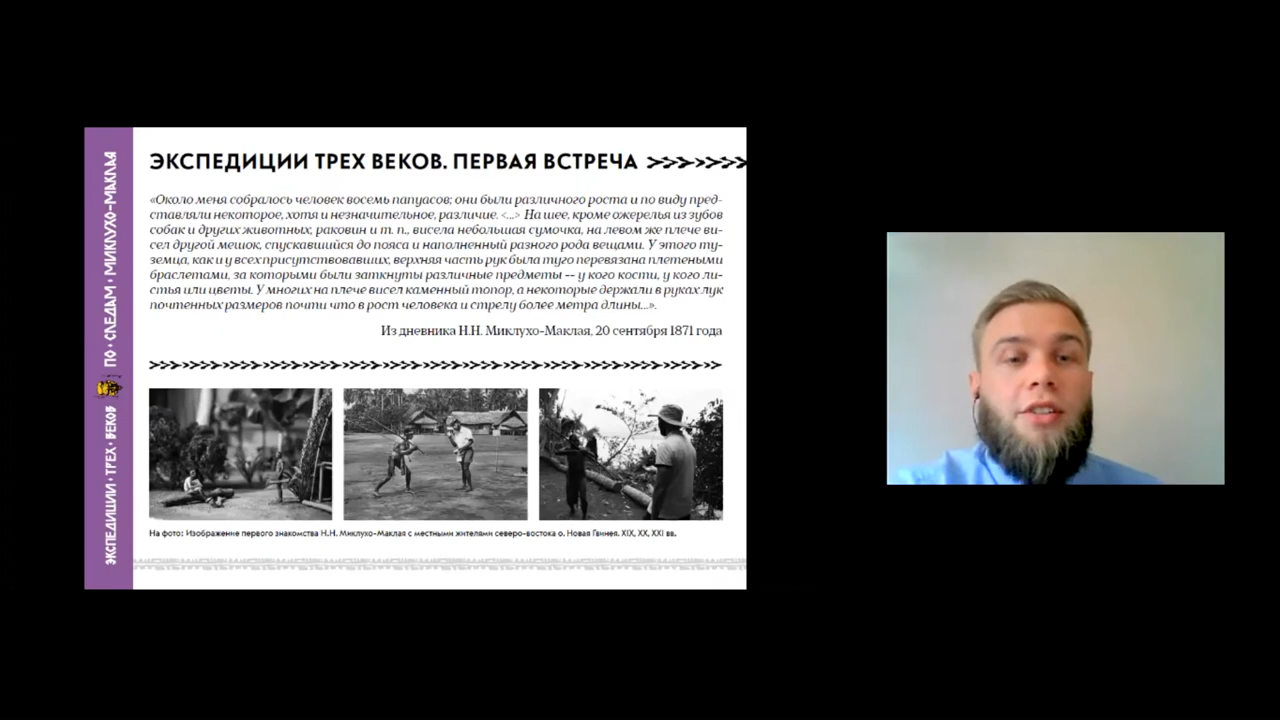 ЭКСПЕДИЦИИ ТРЕХ ВЕКОВ. ПЕРВАЯ ВСТРЕЧА
«Около меня собралось человек восемь папуасов; они были различного роста и по виду пред-
ставляли некоторое, хотя и незначительное, различие. <...> На шее, кроме ожерелья из зубов
собак и других животных, раковин и т. п., висела небольшая сумочка, на левом же плече ви-
сел другой мешок, спускавшийся до пояса и наполненный разного рода вещами. У этого ту-
земца, как и у всех присутствовавших, верхняя часть рук была туго перевязана плетеными
браслетами, за которыми были заткнуты различные предметы -- у кого кости, у кого ли-
стья или цветы. У многих на плече висел каменный топор, а некоторые держали в руках лук
почтенных размеров почти что в рост человека и стрелу более метра длины...».
Из дневника Н.Н. Миклухо-Маклая, 20 сентября 1871 года
На фото: Изображение первого знакомства Н.Н. Миклухо-Маклая с местными жителями северо-востока о. Новая Гвинея. XIX, XX, XXI вв.
ЭКСПЕДИЦИИ • ТРЕХ • ВЕКОВ
ПО • СЛЕДАМ • МИКЛУХО-МАКЛАЯ